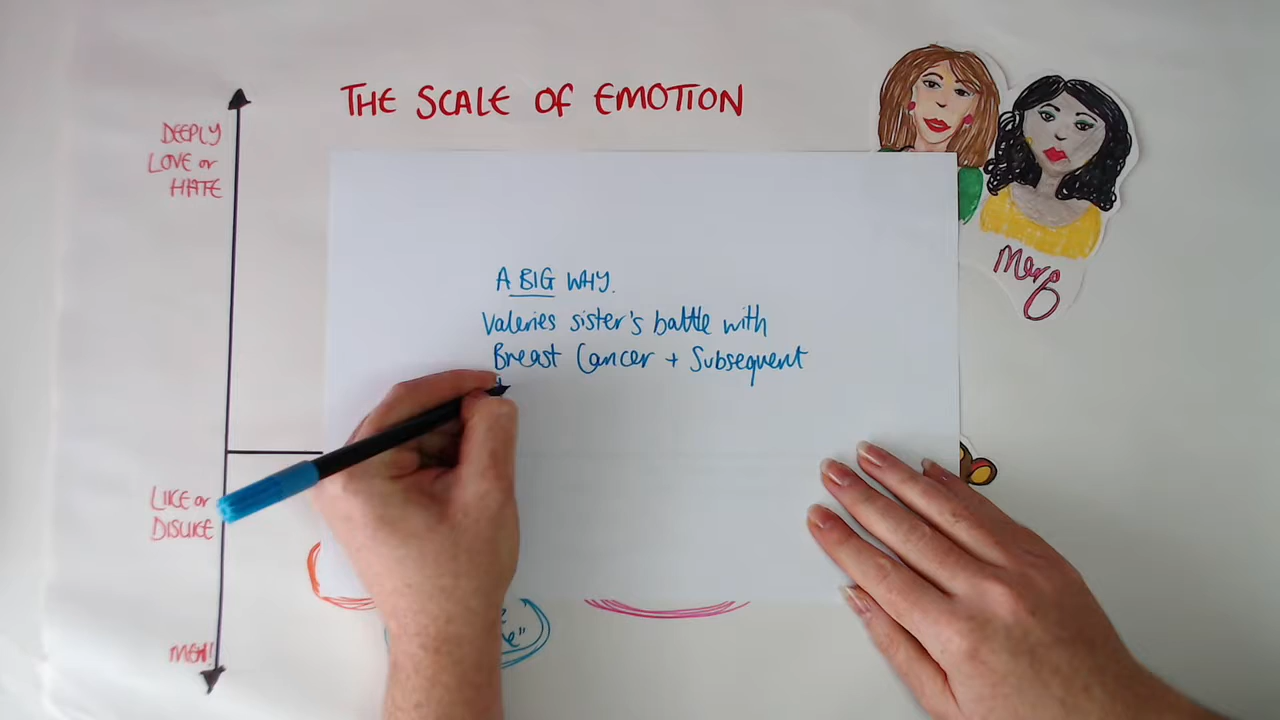 THE SCALE OF EMOTION
DEEPLY
LOVE or
HATE
A BIG WHY.
Valeries sister's battle with
Breast Cancer + Subsequent
Marg
LIKE or
DISLIKE
MEH!